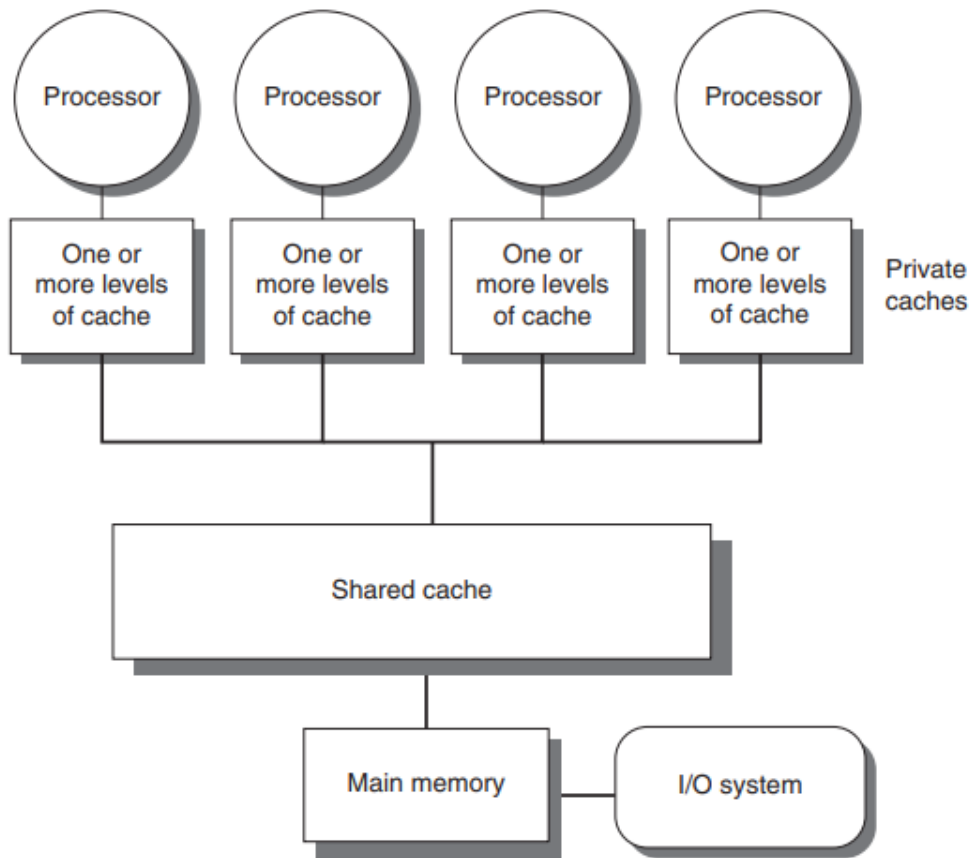 Processor
Processor
Processor
Processor
One or
more levels
of cache
One or
more levels
of cache
One or
more levels
of cache
One or
more levels
of cache
Private
caches
Shared cache
Main memory
I/O system